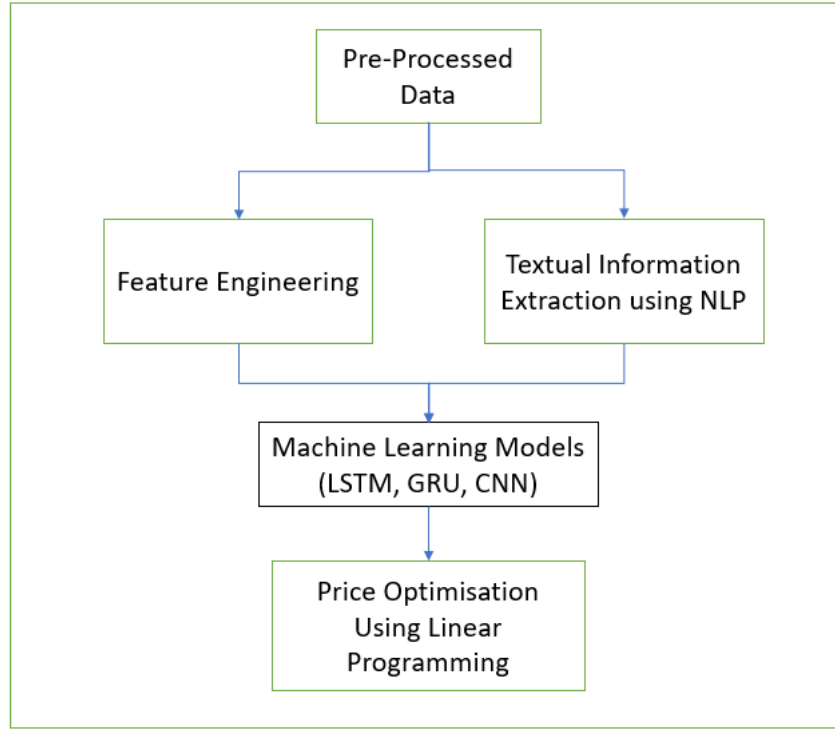 Pre-Processed
Data
Feature Engineering
Textual Information
Extraction using NLP
Machine Learning Models
(LSTM, GRU, CNN)
Price Optimisation
Using Linear
Programming